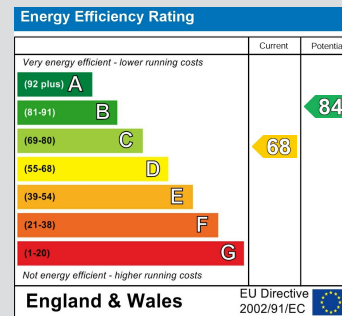 Energy Efficiency Rating
Current Potentia
Very energy efficient - lower running costs
(92 plus) A
(81-91) B
84
(69-80) C
68
(55-68) D
(39-54) E
(21-38) F
(1-20) G
Not energy efficient - higher running costs
England & Wales
EU Directive
2002/91/EC